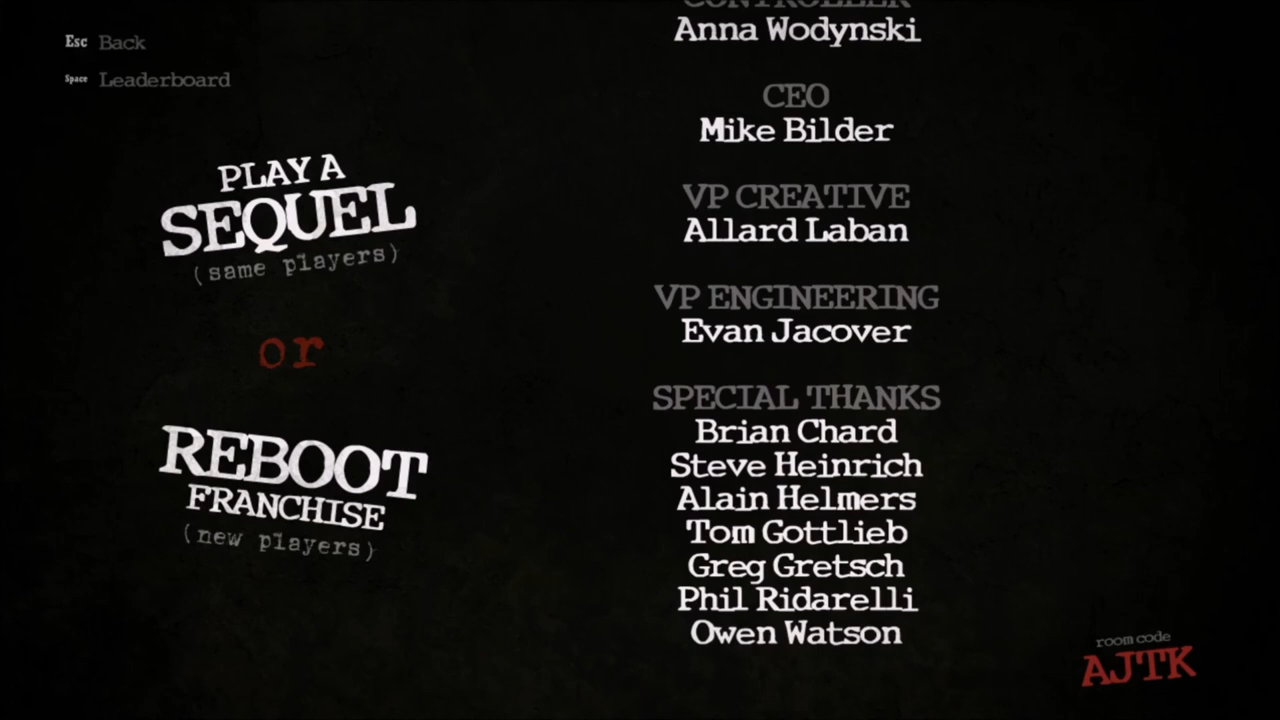 Esc Back
Space Leaderboard
PLAY A
SEQUEL
(same players)
or
REBOOT
FRANCHISE
(new players)
CONTROLLER
Anna Wodynski
CEO
Mike Bilder
VP CREATIVE
Allard Laban
VP ENGINEERING
Evan Jacover
SPECIAL THANKS
Brian Chard
Steve Heinrich
Alain Helmers
Tom Gottlieb
Greg Gretsch
Phil Ridarelli
Owen Watson
room code
AJTK